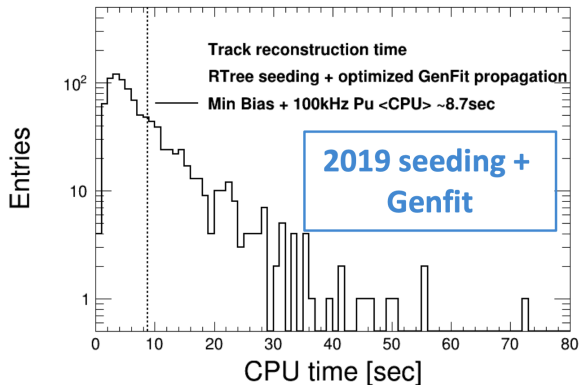 Track reconstruction time
RTree seeding + optimized GenFit propagation
Min Bias + 100kHz Pu <CPU> ~8.7sec
2019 seeding +
Genfit
Entries
10²
10
1
0 10 20 30 40 50 60 70 80
CPU time [sec]